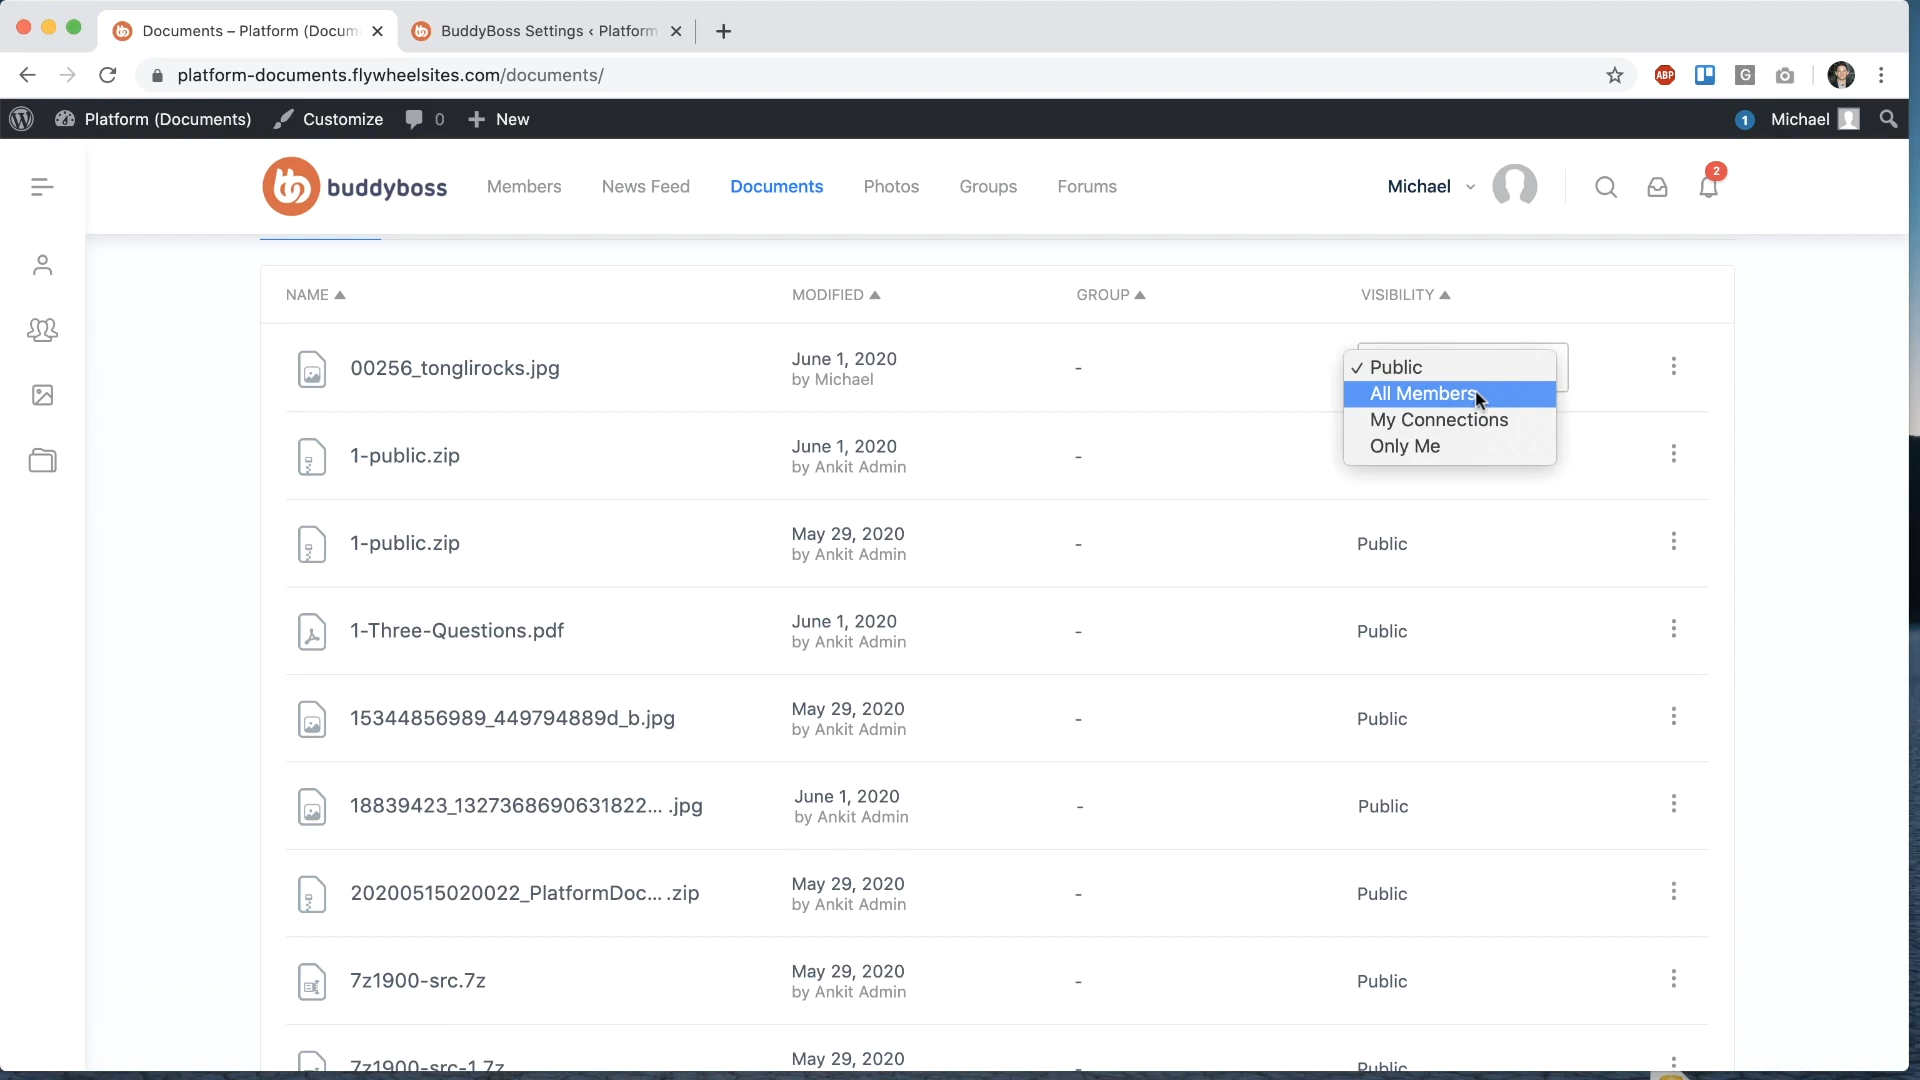 Documents – Platform (Docum
BuddyBoss Settings ‹ Platform
platform-documents.flywheelsites.com/documents/
ABP
G
Platform (Documents)
Customize
0
New
1
Michael
buddyboss
Members
News Feed
Documents
Photos
Groups
Forums
Michael
2
NAME
MODIFIED
GROUP
VISIBILITY
00256_tonglirocks.jpg
June 1, 2020
by Michael
-
Public
All Members
My Connections
Only Me
1-public.zip
June 1, 2020
by Ankit Admin
-
1-public.zip
May 29, 2020
by Ankit Admin
-
Public
1-Three-Questions.pdf
June 1, 2020
by Ankit Admin
-
Public
15344856989_449794889d_b.jpg
May 29, 2020
by Ankit Admin
-
Public
18839423_1327368690631822... .jpg
June 1, 2020
by Ankit Admin
-
Public
20200515020022_PlatformDoc... .zip
May 29, 2020
by Ankit Admin
-
Public
7z1900-src.7z
May 29, 2020
by Ankit Admin
-
Public
7z1900-src-1.7z
May 29, 2020
-
Public